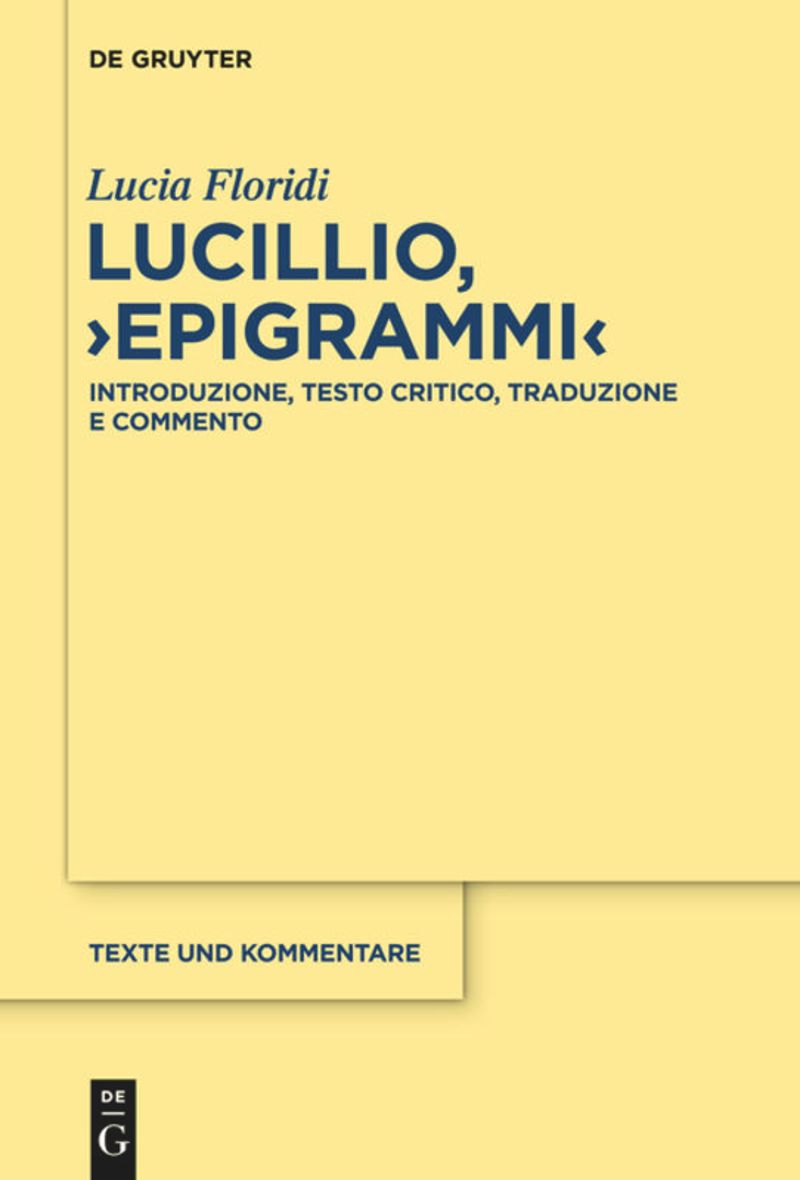 DE GRUYTER
Lucia Floridi
LUCILLIO,
›EPIGRAMMI‹
INTRODUZIONE, TESTO CRITICO, TRADUZIONE
E COMMENTO
TEXTE UND KOMMENTARE
DE
G